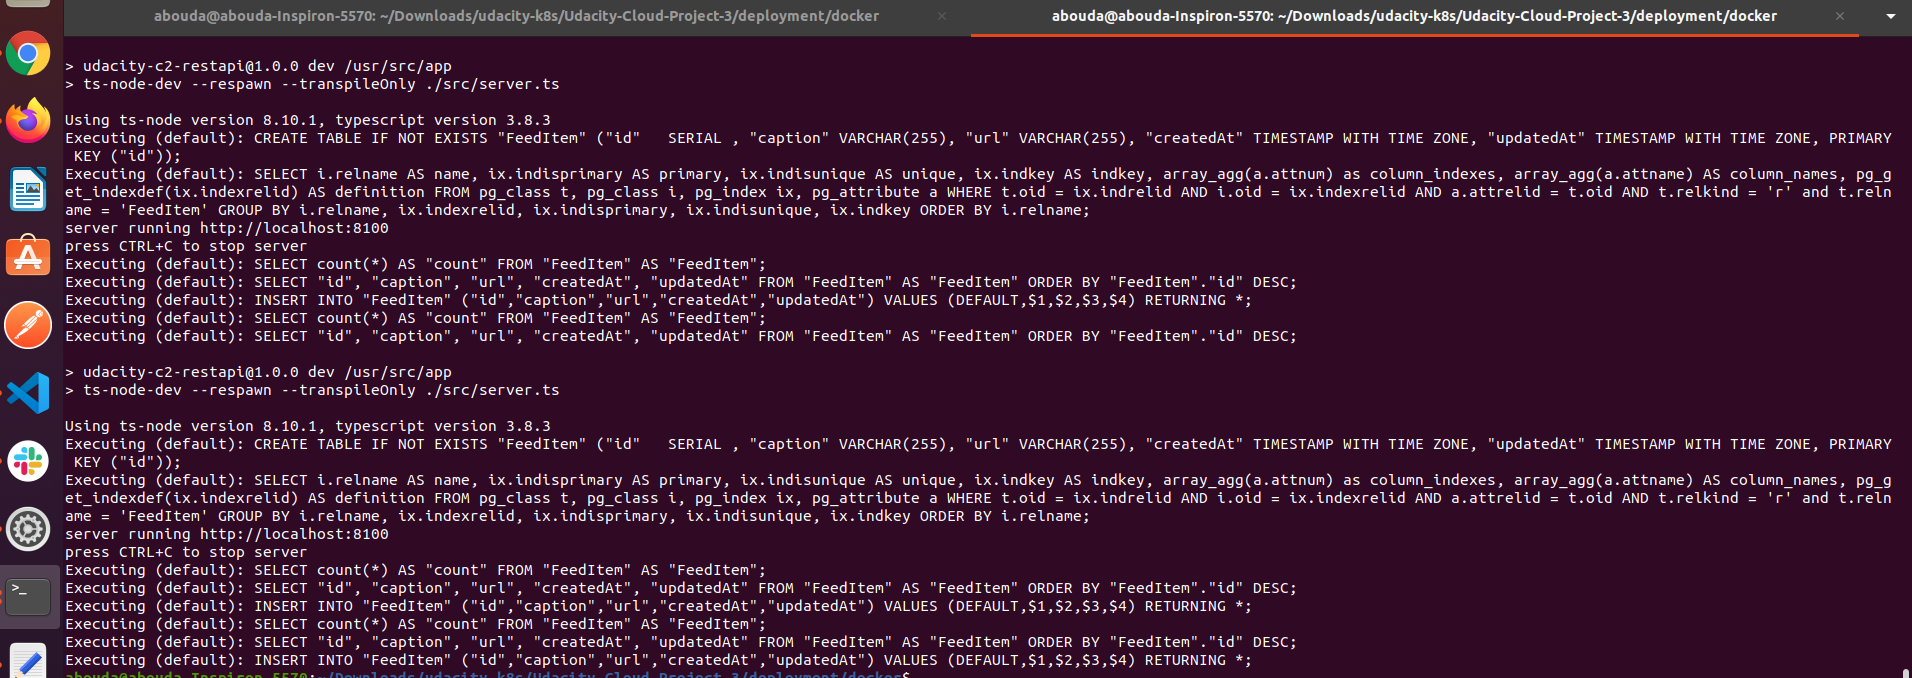 abouda@abouda-Inspiron-5570: ~/Downloads/udacity-k8s/Udacity-Cloud-Project-3/deployment/docker
abouda@abouda-Inspiron-5570: ~/Downloads/udacity-k8s/Udacity-Cloud-Project-3/deployment/docker
> udacity-c2-restapi@1.0.0 dev /usr/src/app
> ts-node-dev --respawn --transpileOnly ./src/server.ts
Using ts-node version 8.10.1, typescript version 3.8.3
Executing (default): CREATE TABLE IF NOT EXISTS "FeedItem" ("id"   SERIAL , "caption" VARCHAR(255), "url" VARCHAR(255), "createdAt" TIMESTAMP WITH TIME ZONE, "updatedAt" TIMESTAMP WITH TIME ZONE, PRIMARY
 KEY ("id"));
Executing (default): SELECT i.relname AS name, ix.indisprimary AS primary, ix.indisunique AS unique, ix.indkey AS indkey, array_agg(a.attnum) as column_indexes, array_agg(a.attname) AS column_names, pg_g
et_indexdef(ix.indexrelid) AS definition FROM pg_class t, pg_class i, pg_index ix, pg_attribute a WHERE t.oid = ix.indrelid AND i.oid = ix.indexrelid AND a.attrelid = t.oid AND t.relkind = 'r' and t.reln
ame = 'FeedItem' GROUP BY i.relname, ix.indexrelid, ix.indisprimary, ix.indisunique, ix.indkey ORDER BY i.relname;
server running http://localhost:8100
press CTRL+C to stop server
Executing (default): SELECT count(*) AS "count" FROM "FeedItem" AS "FeedItem";
Executing (default): SELECT "id", "caption", "url", "createdAt", "updatedAt" FROM "FeedItem" AS "FeedItem" ORDER BY "FeedItem"."id" DESC;
Executing (default): INSERT INTO "FeedItem" ("id","caption","url","createdAt","updatedAt") VALUES (DEFAULT,$1,$2,$3,$4) RETURNING *;
Executing (default): SELECT count(*) AS "count" FROM "FeedItem" AS "FeedItem";
Executing (default): SELECT "id", "caption", "url", "createdAt", "updatedAt" FROM "FeedItem" AS "FeedItem" ORDER BY "FeedItem"."id" DESC;
> udacity-c2-restapi@1.0.0 dev /usr/src/app
> ts-node-dev --respawn --transpileOnly ./src/server.ts
Using ts-node version 8.10.1, typescript version 3.8.3
Executing (default): CREATE TABLE IF NOT EXISTS "FeedItem" ("id"   SERIAL , "caption" VARCHAR(255), "url" VARCHAR(255), "createdAt" TIMESTAMP WITH TIME ZONE, "updatedAt" TIMESTAMP WITH TIME ZONE, PRIMARY
 KEY ("id"));
Executing (default): SELECT i.relname AS name, ix.indisprimary AS primary, ix.indisunique AS unique, ix.indkey AS indkey, array_agg(a.attnum) as column_indexes, array_agg(a.attname) AS column_names, pg_g
et_indexdef(ix.indexrelid) AS definition FROM pg_class t, pg_class i, pg_index ix, pg_attribute a WHERE t.oid = ix.indrelid AND i.oid = ix.indexrelid AND a.attrelid = t.oid AND t.relkind = 'r' and t.reln
ame = 'FeedItem' GROUP BY i.relname, ix.indexrelid, ix.indisprimary, ix.indisunique, ix.indkey ORDER BY i.relname;
server running http://localhost:8100
press CTRL+C to stop server
Executing (default): SELECT count(*) AS "count" FROM "FeedItem" AS "FeedItem";
Executing (default): SELECT "id", "caption", "url", "createdAt", "updatedAt" FROM "FeedItem" AS "FeedItem" ORDER BY "FeedItem"."id" DESC;
Executing (default): INSERT INTO "FeedItem" ("id","caption","url","createdAt","updatedAt") VALUES (DEFAULT,$1,$2,$3,$4) RETURNING *;
Executing (default): SELECT count(*) AS "count" FROM "FeedItem" AS "FeedItem";
Executing (default): SELECT "id", "caption", "url", "createdAt", "updatedAt" FROM "FeedItem" AS "FeedItem" ORDER BY "FeedItem"."id" DESC;
Executing (default): INSERT INTO "FeedItem" ("id","caption","url","createdAt","updatedAt") VALUES (DEFAULT,$1,$2,$3,$4) RETURNING *;
abouda@abouda-Inspiron-5570:~/Downloads/udacity-k8s/Udacity-Cloud-Project-3/deployment/docker$